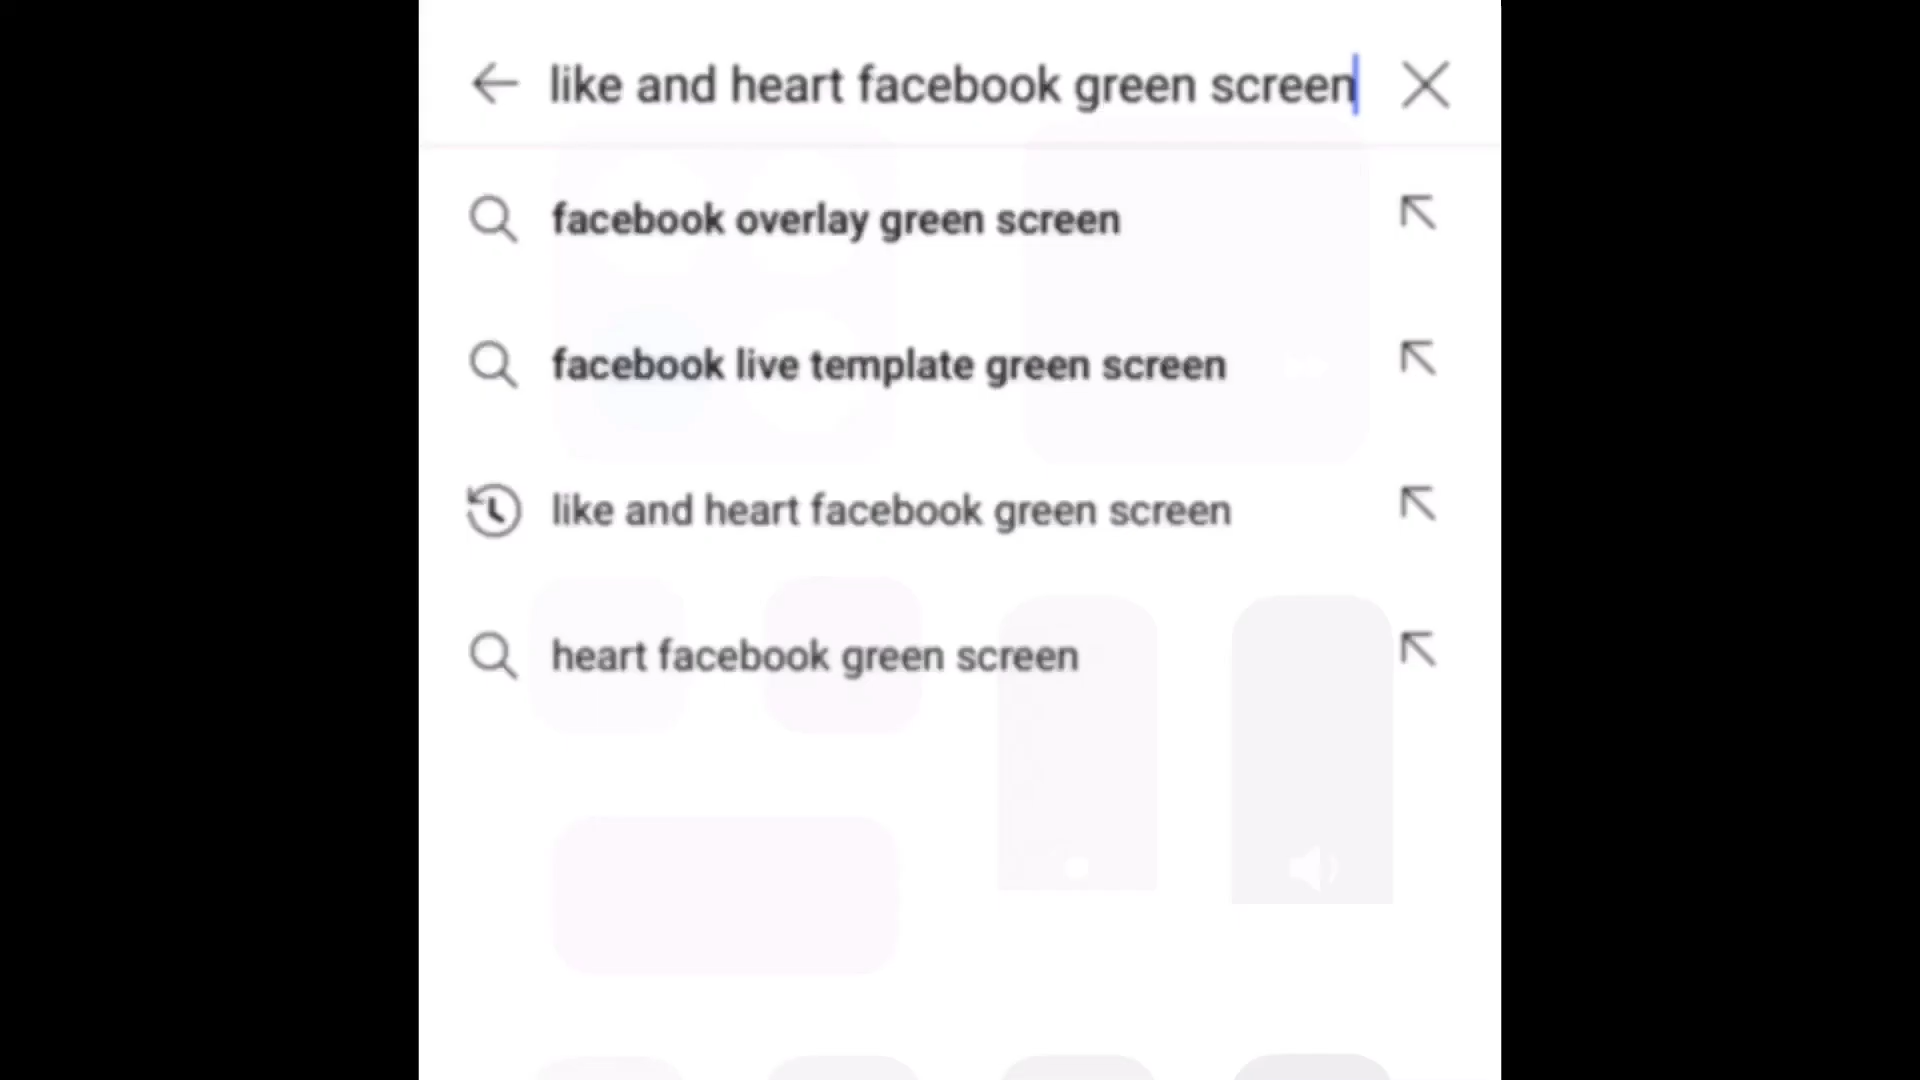 like and heart facebook green screen
facebook overlay green screen
facebook live template green screen
like and heart facebook green screen
heart facebook green screen